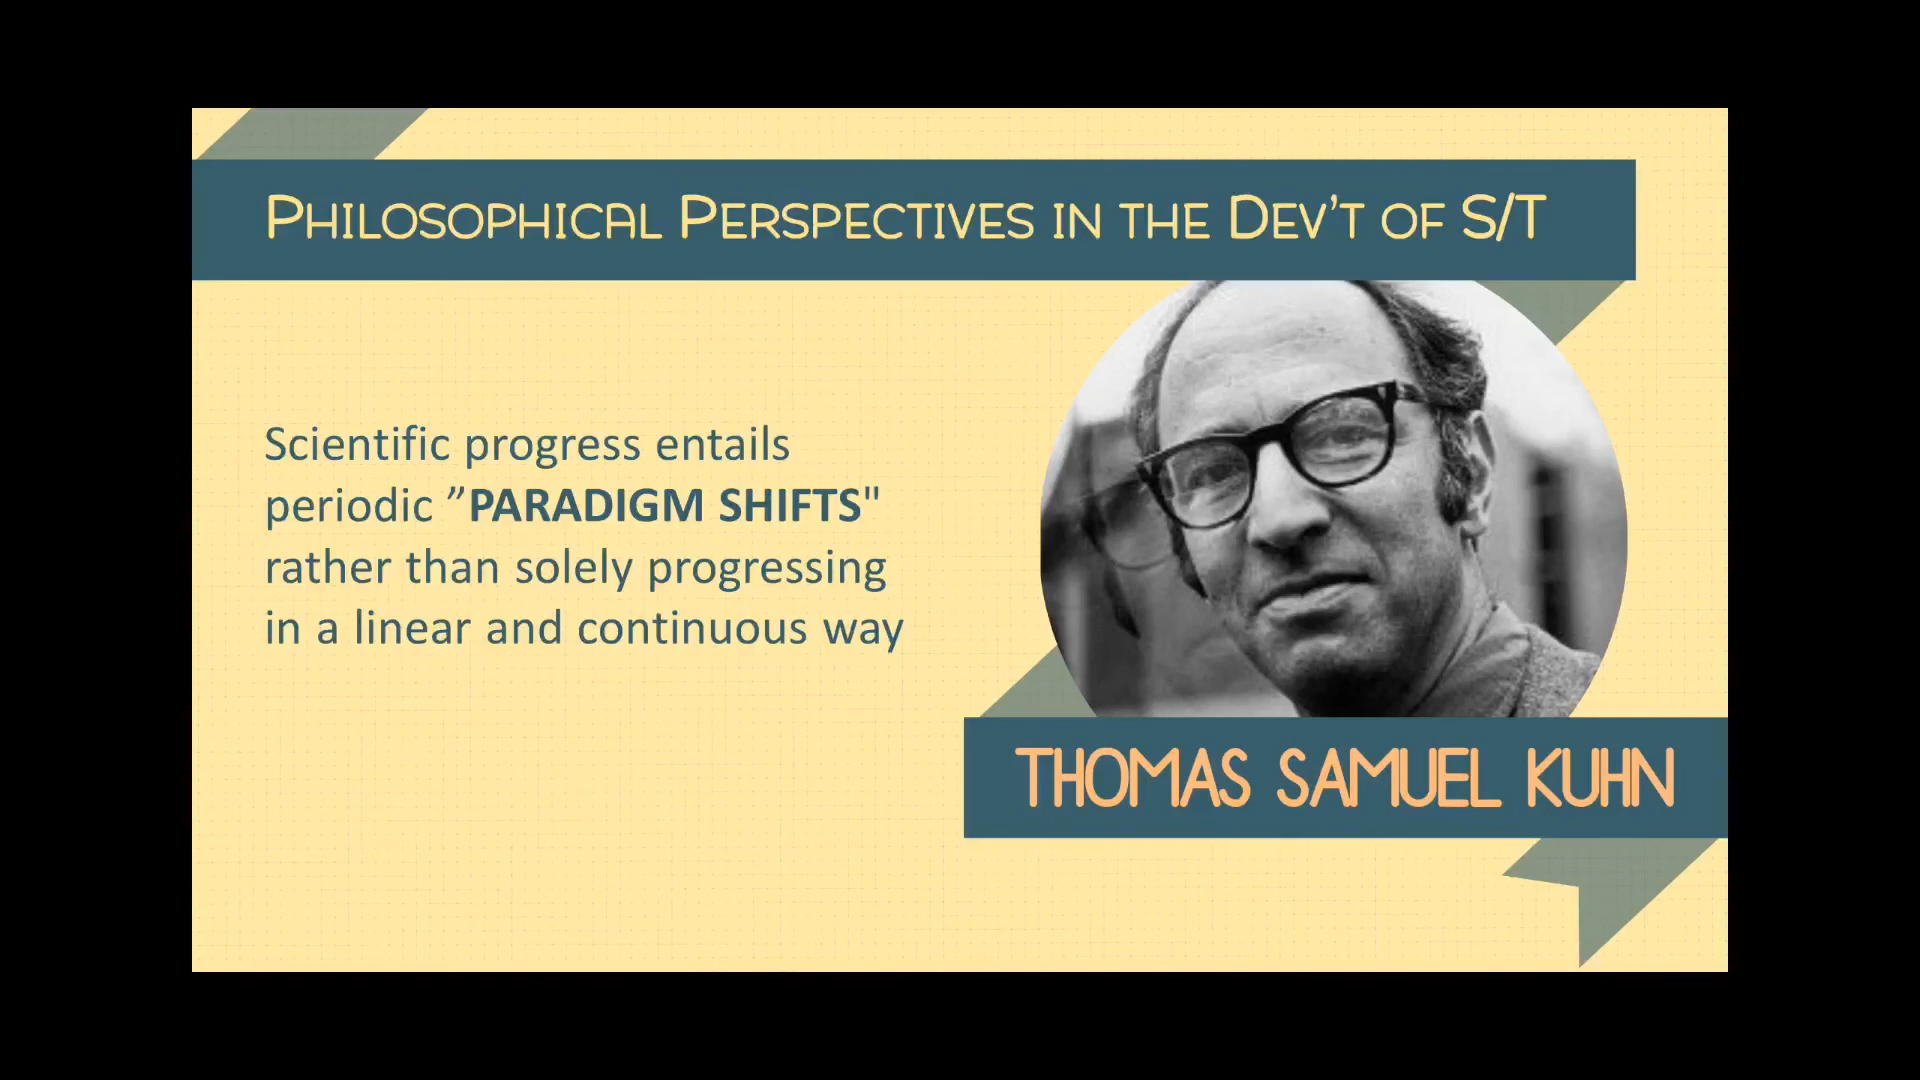 Philosophical Perspectives in the Dev’t of S/T
Scientific progress entails
periodic ”PARADIGM SHIFTS"
rather than solely progressing
in a linear and continuous way
THOMAS SAMUEL KUHN